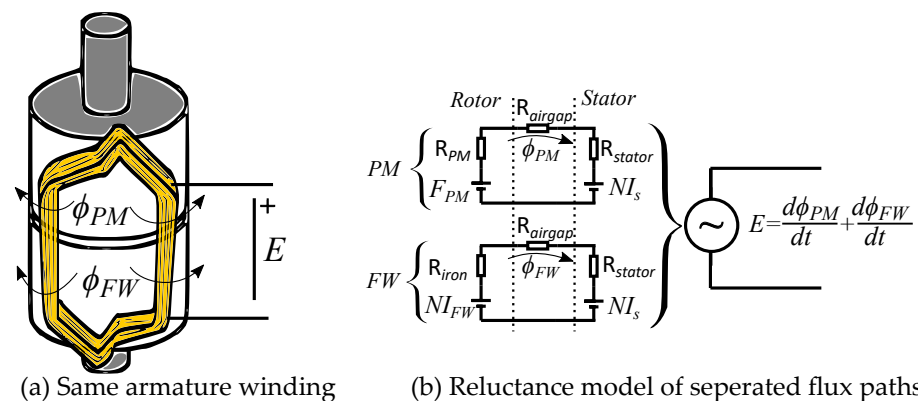 ϕPM
ϕFW
+
E
(a) Same armature winding
Rotor
Stator
Rairgap
PM
RPM
ϕPM
Rstator
FPM
NIs
Rairgap
FW
Riron
ϕFW
Rstator
NIFW
NIs
~
E=dϕPM/dt+dϕFW/dt
(b) Reluctance model of seperated flux paths